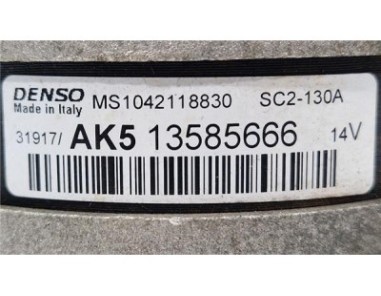 DENSO MS1042118830 SC2-130A
Made in Italy
31917/ AK5 13585666 14V